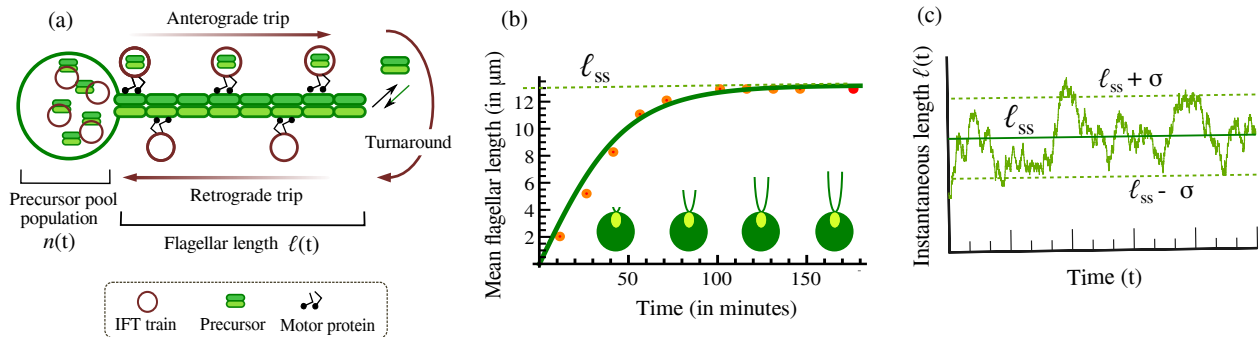 (a)
Anterograde trip
Turnaround
Retrograde trip
Precursor pool
population
n(t)
Flagellar length ℓ(t)
IFT train
Precursor
Motor protein
(b)
Mean flagellar length (in μm)
12
10
8
6
4
2
ℓss
50
100
150
Time (in minutes)
(c)
Instantaneous length ℓ(t)
ℓss + σ
ℓss
ℓss - σ
Time (t)